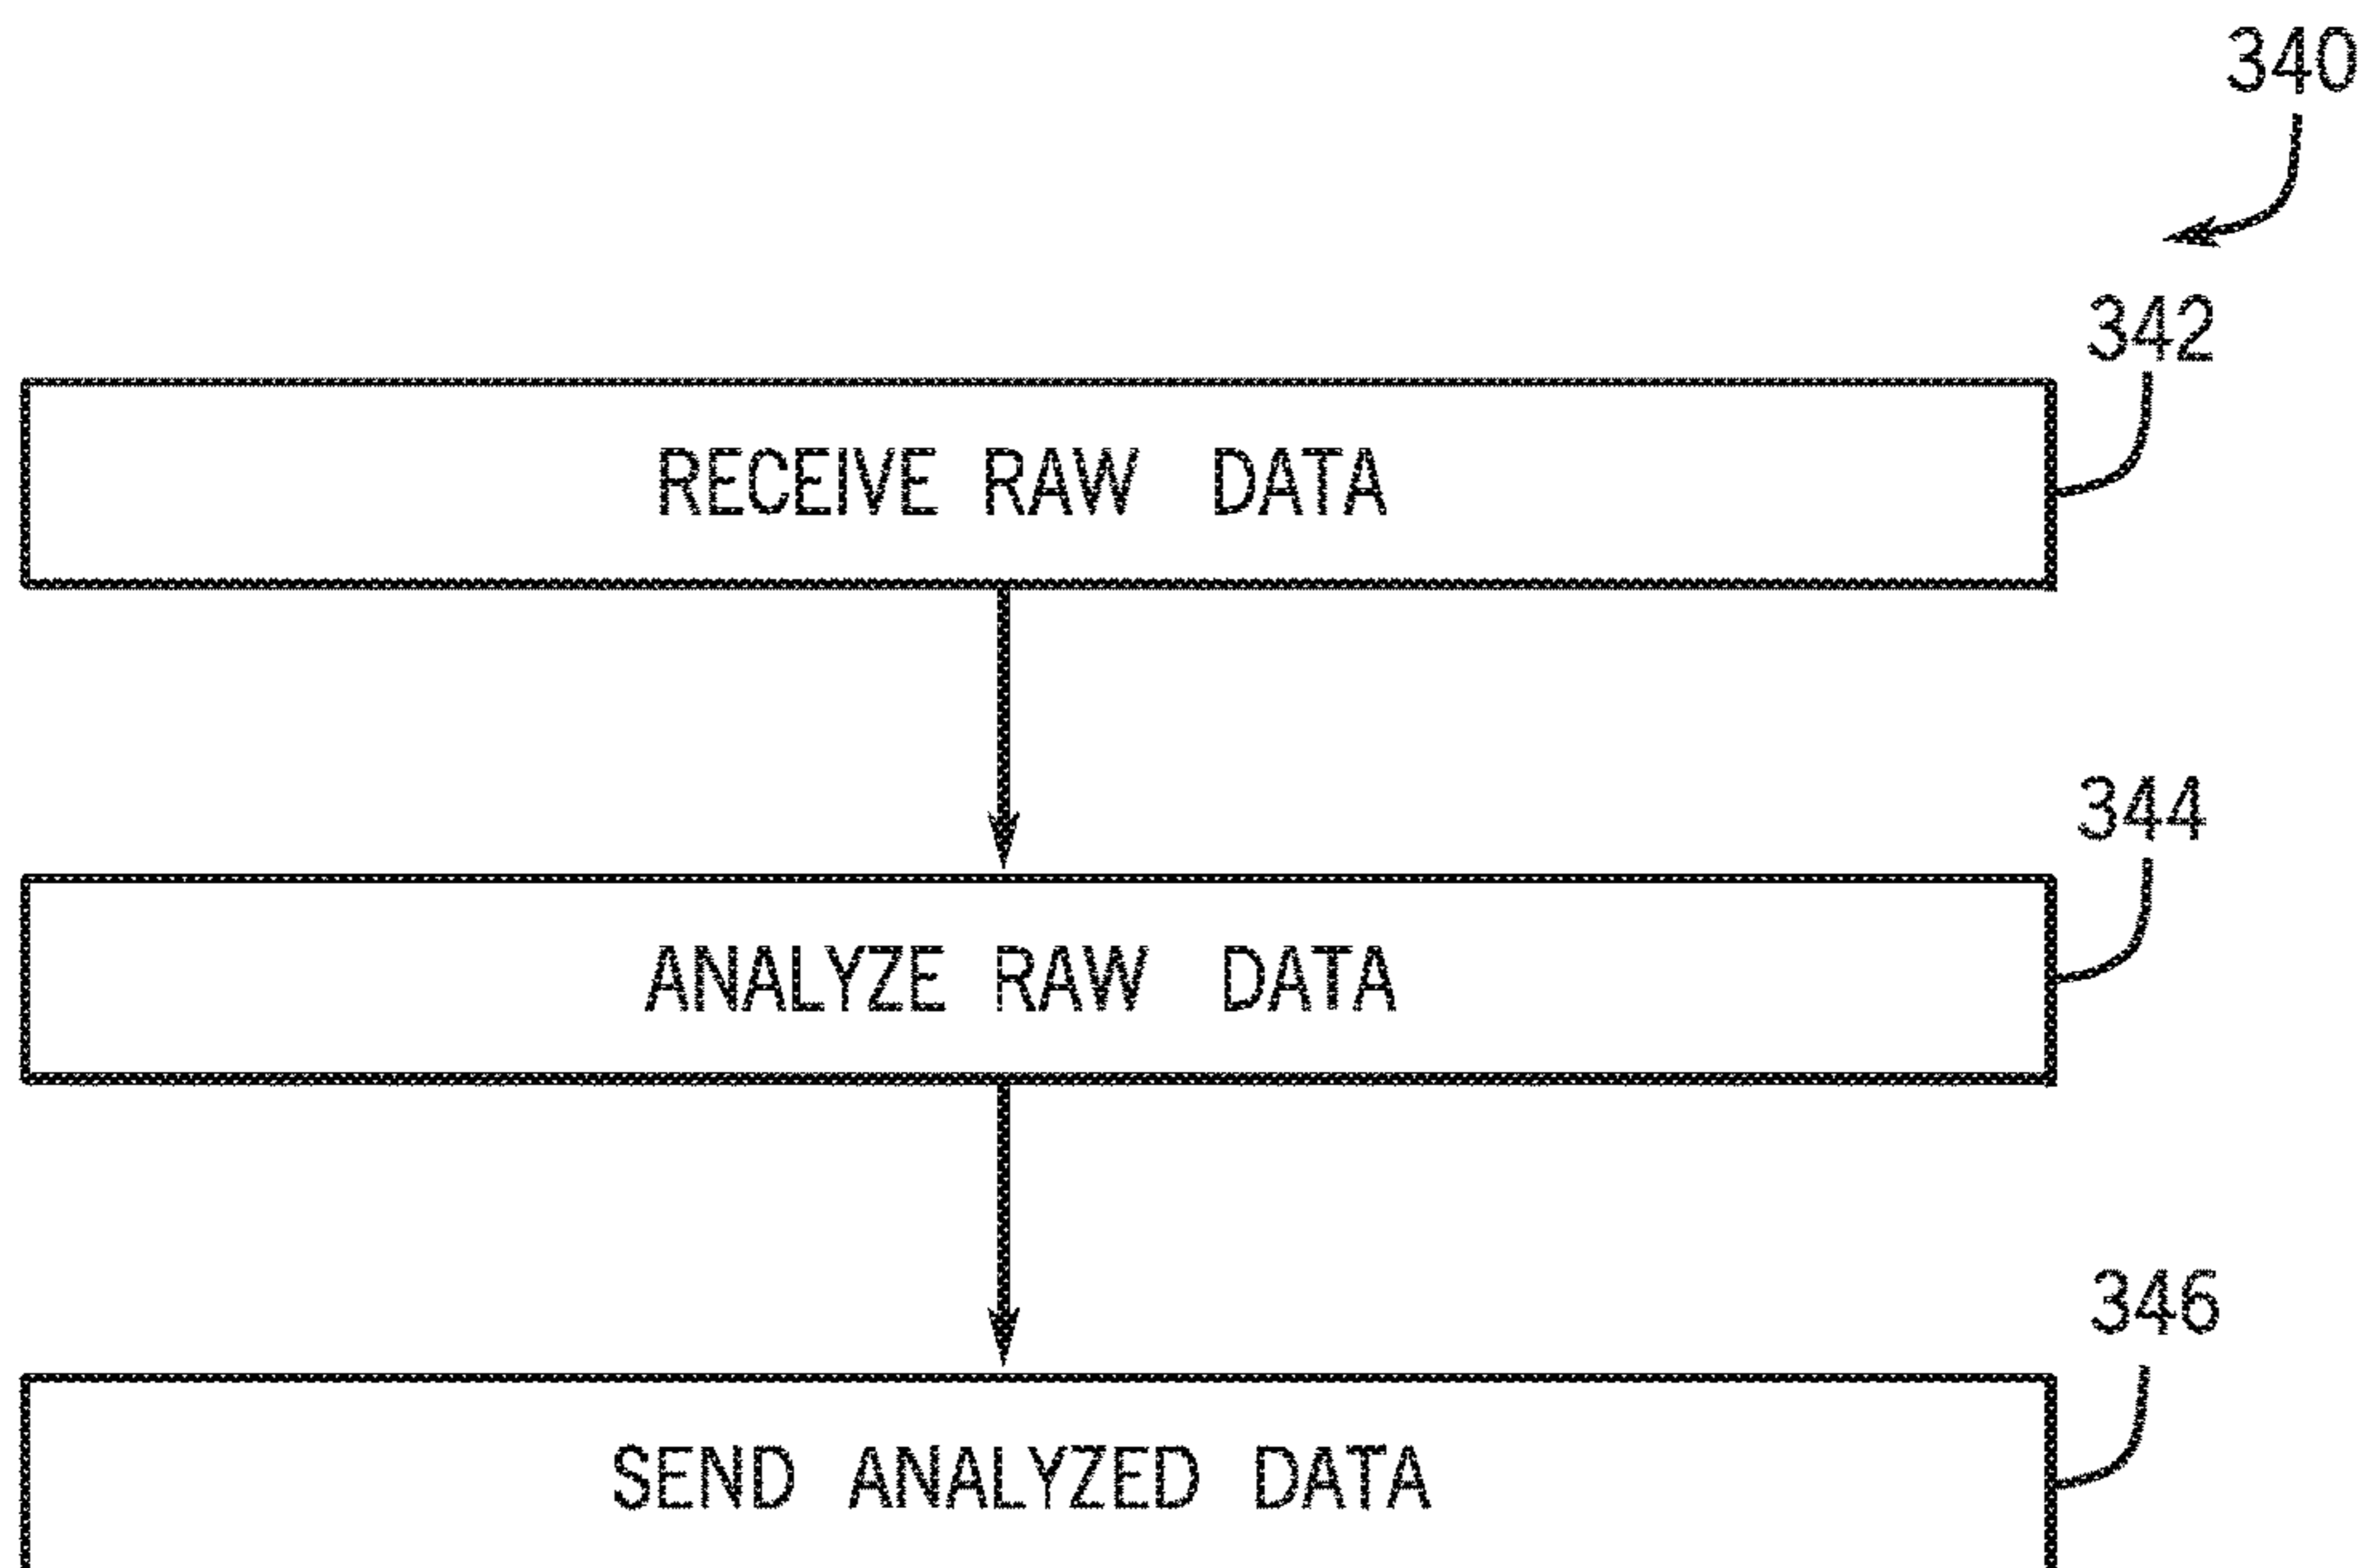 340
342
RECEIVE RAW DATA
344
ANALYZE RAW DATA
346
SEND ANALYZED DATA